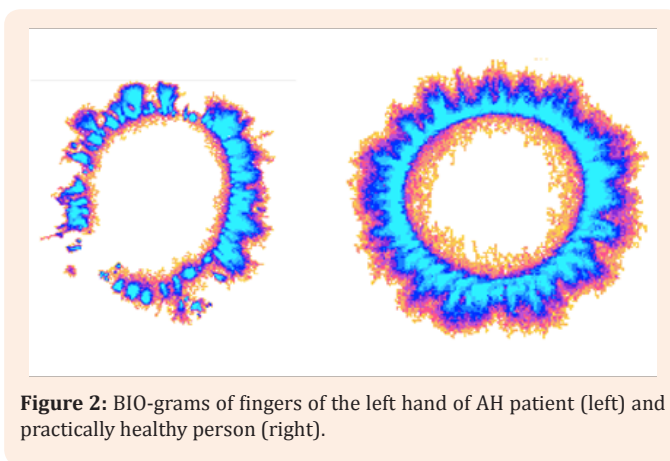 Figure 2: BIO-grams of fingers of the left hand of AH patient (left) and
practically healthy person (right).